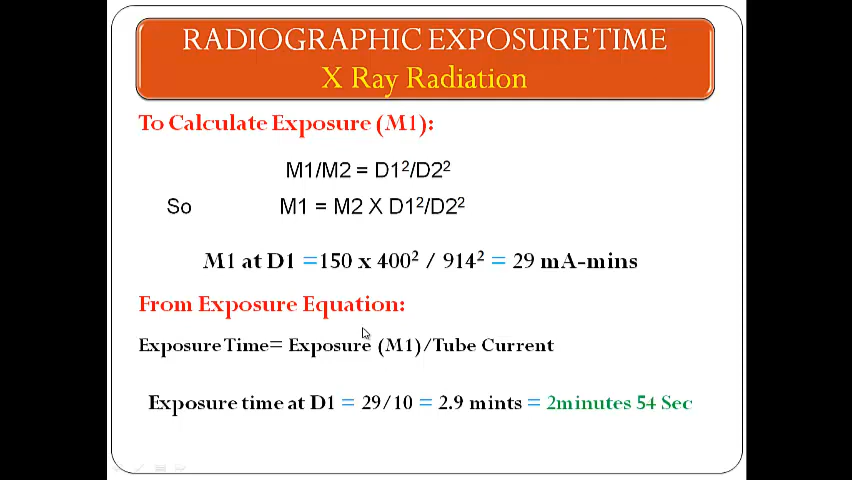 RADIOGRAPHIC EXPOSURE TIME
X Ray Radiation
To Calculate Exposure (M1):
M1/M2 = D1²/D2²
So M1 = M2 X D1²/D2²
M1 at D1 =150 x 400² / 914² = 29 mA-mins
From Exposure Equation:
Exposure Time= Exposure (M1)/Tube Current
Exposure time at D1 = 29/10 = 2.9 mints = 2minutes 54 Sec